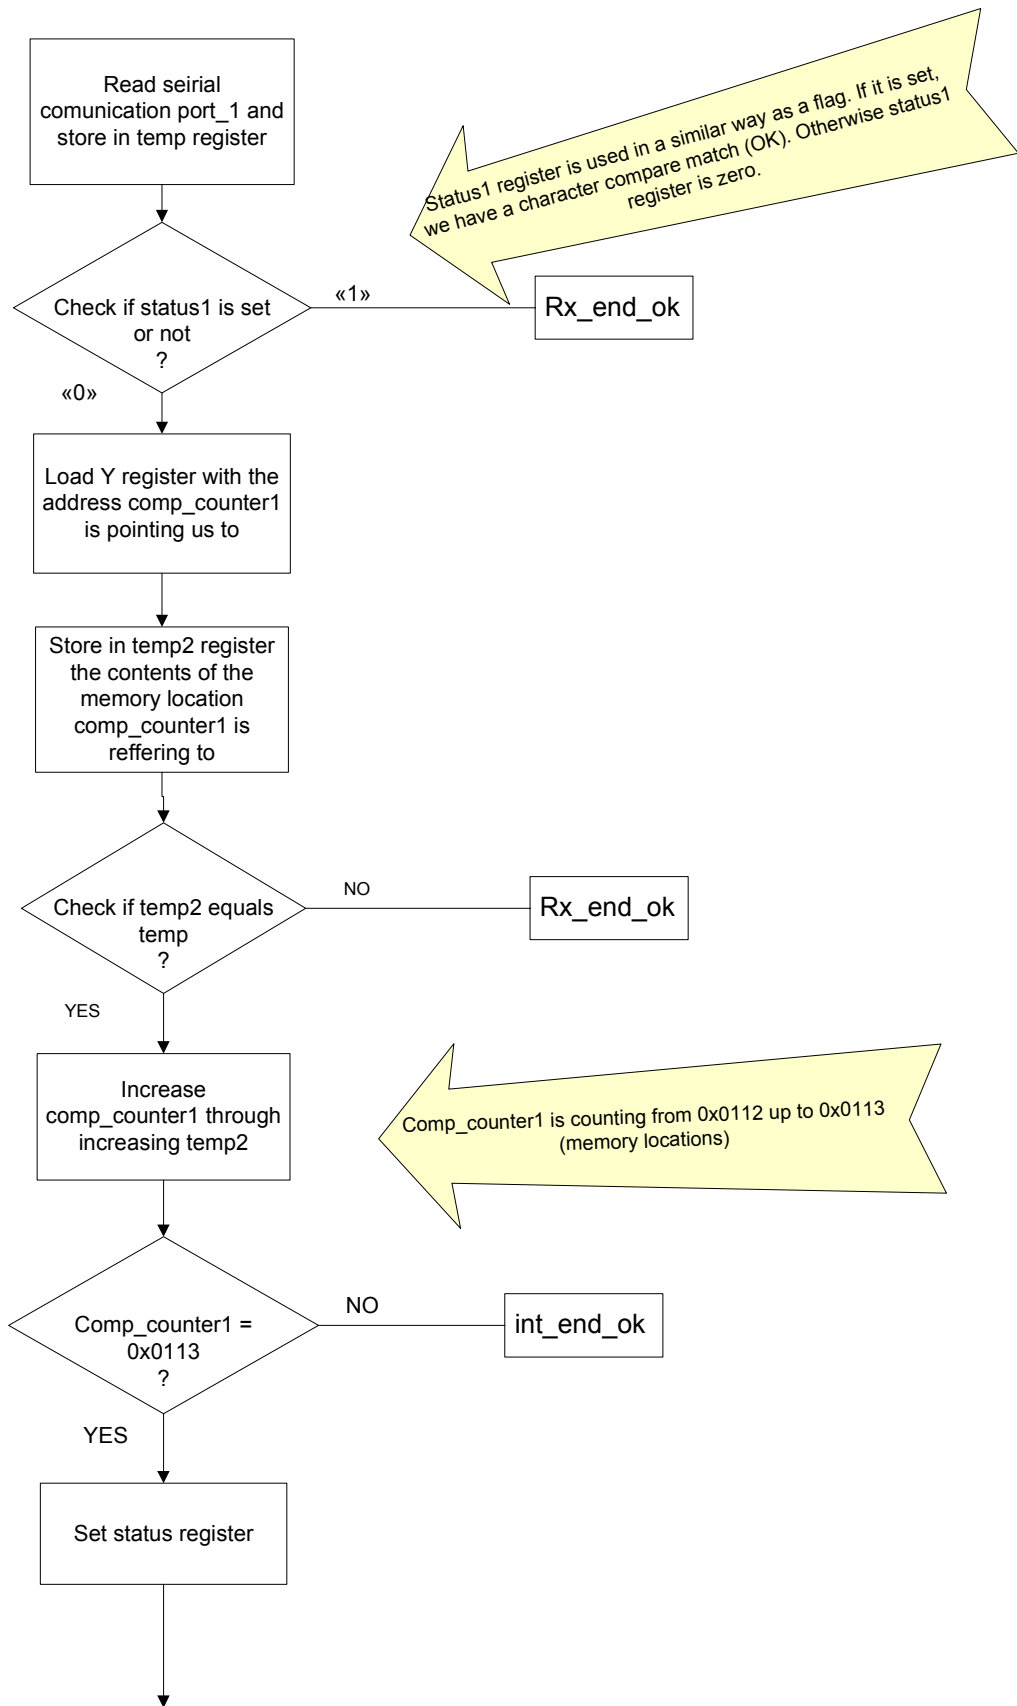 Read seirial
comunication port_1 and
store in temp register
Status1 register is used in a similar way as a flag. If it is set,
we have a character compare match (OK). Otherwise status1
register is zero.
Check if status1 is set
or not
?
«1»
Rx_end_ok
«0»
Load Y register with the
address comp_counter1
is pointing us to
Store in temp2 register
the contents of the
memory location
comp_counter1 is
reffering to
Check if temp2 equals
temp
?
NO
Rx_end_ok
YES
Increase
comp_counter1 through
increasing temp2
Comp_counter1 is counting from 0x0112 up to 0x0113
(memory locations)
Comp_counter1 =
0x0113
?
NO
int_end_ok
YES
Set status register